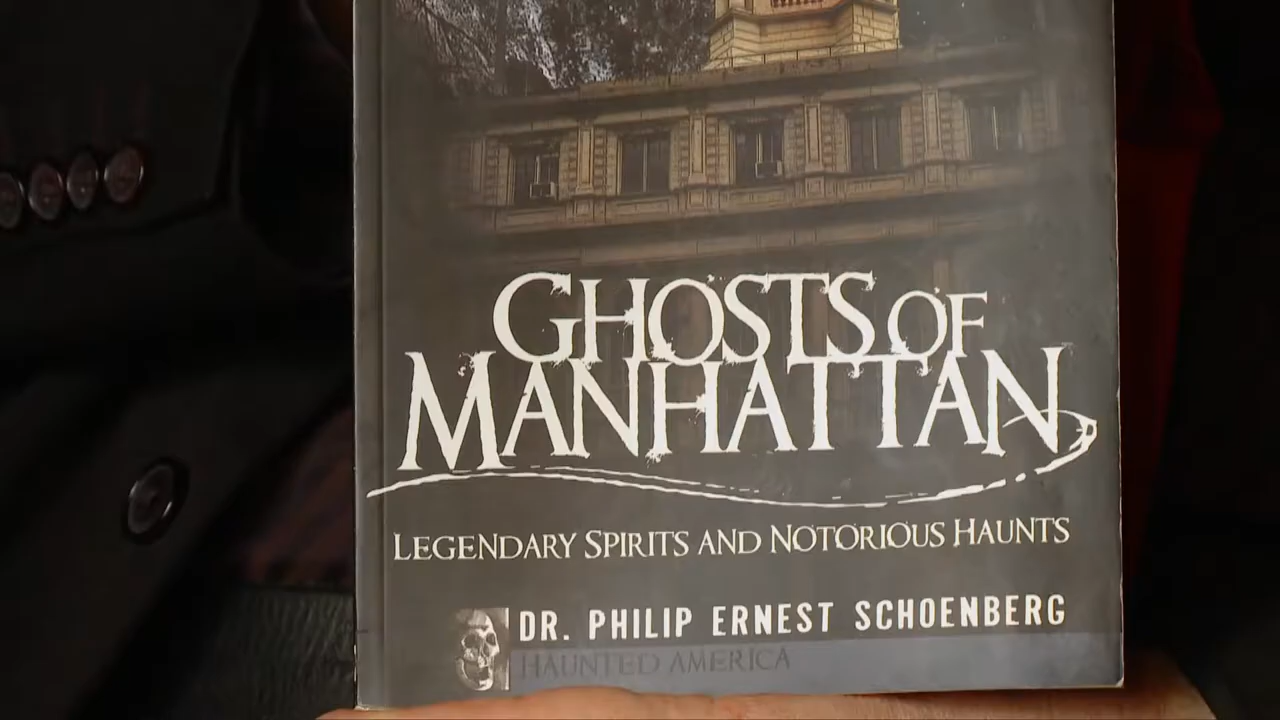 GHOSTS OF
MANHATTAN
LEGENDARY SPIRITS AND NOTORIOUS HAUNTS
DR. PHILIP ERNEST SCHOENBERG
HAUNTED AMERICA